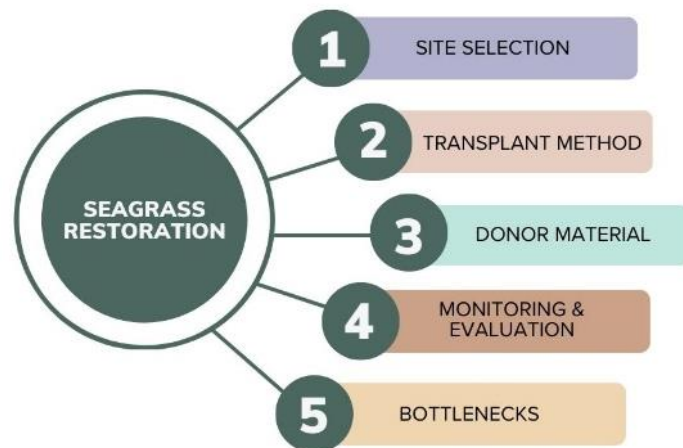 SEAGRASS
RESTORATION
1
SITE SELECTION
2
TRANSPLANT METHOD
3
DONOR MATERIAL
4
MONITORING &
EVALUATION
5
BOTTLENECKS